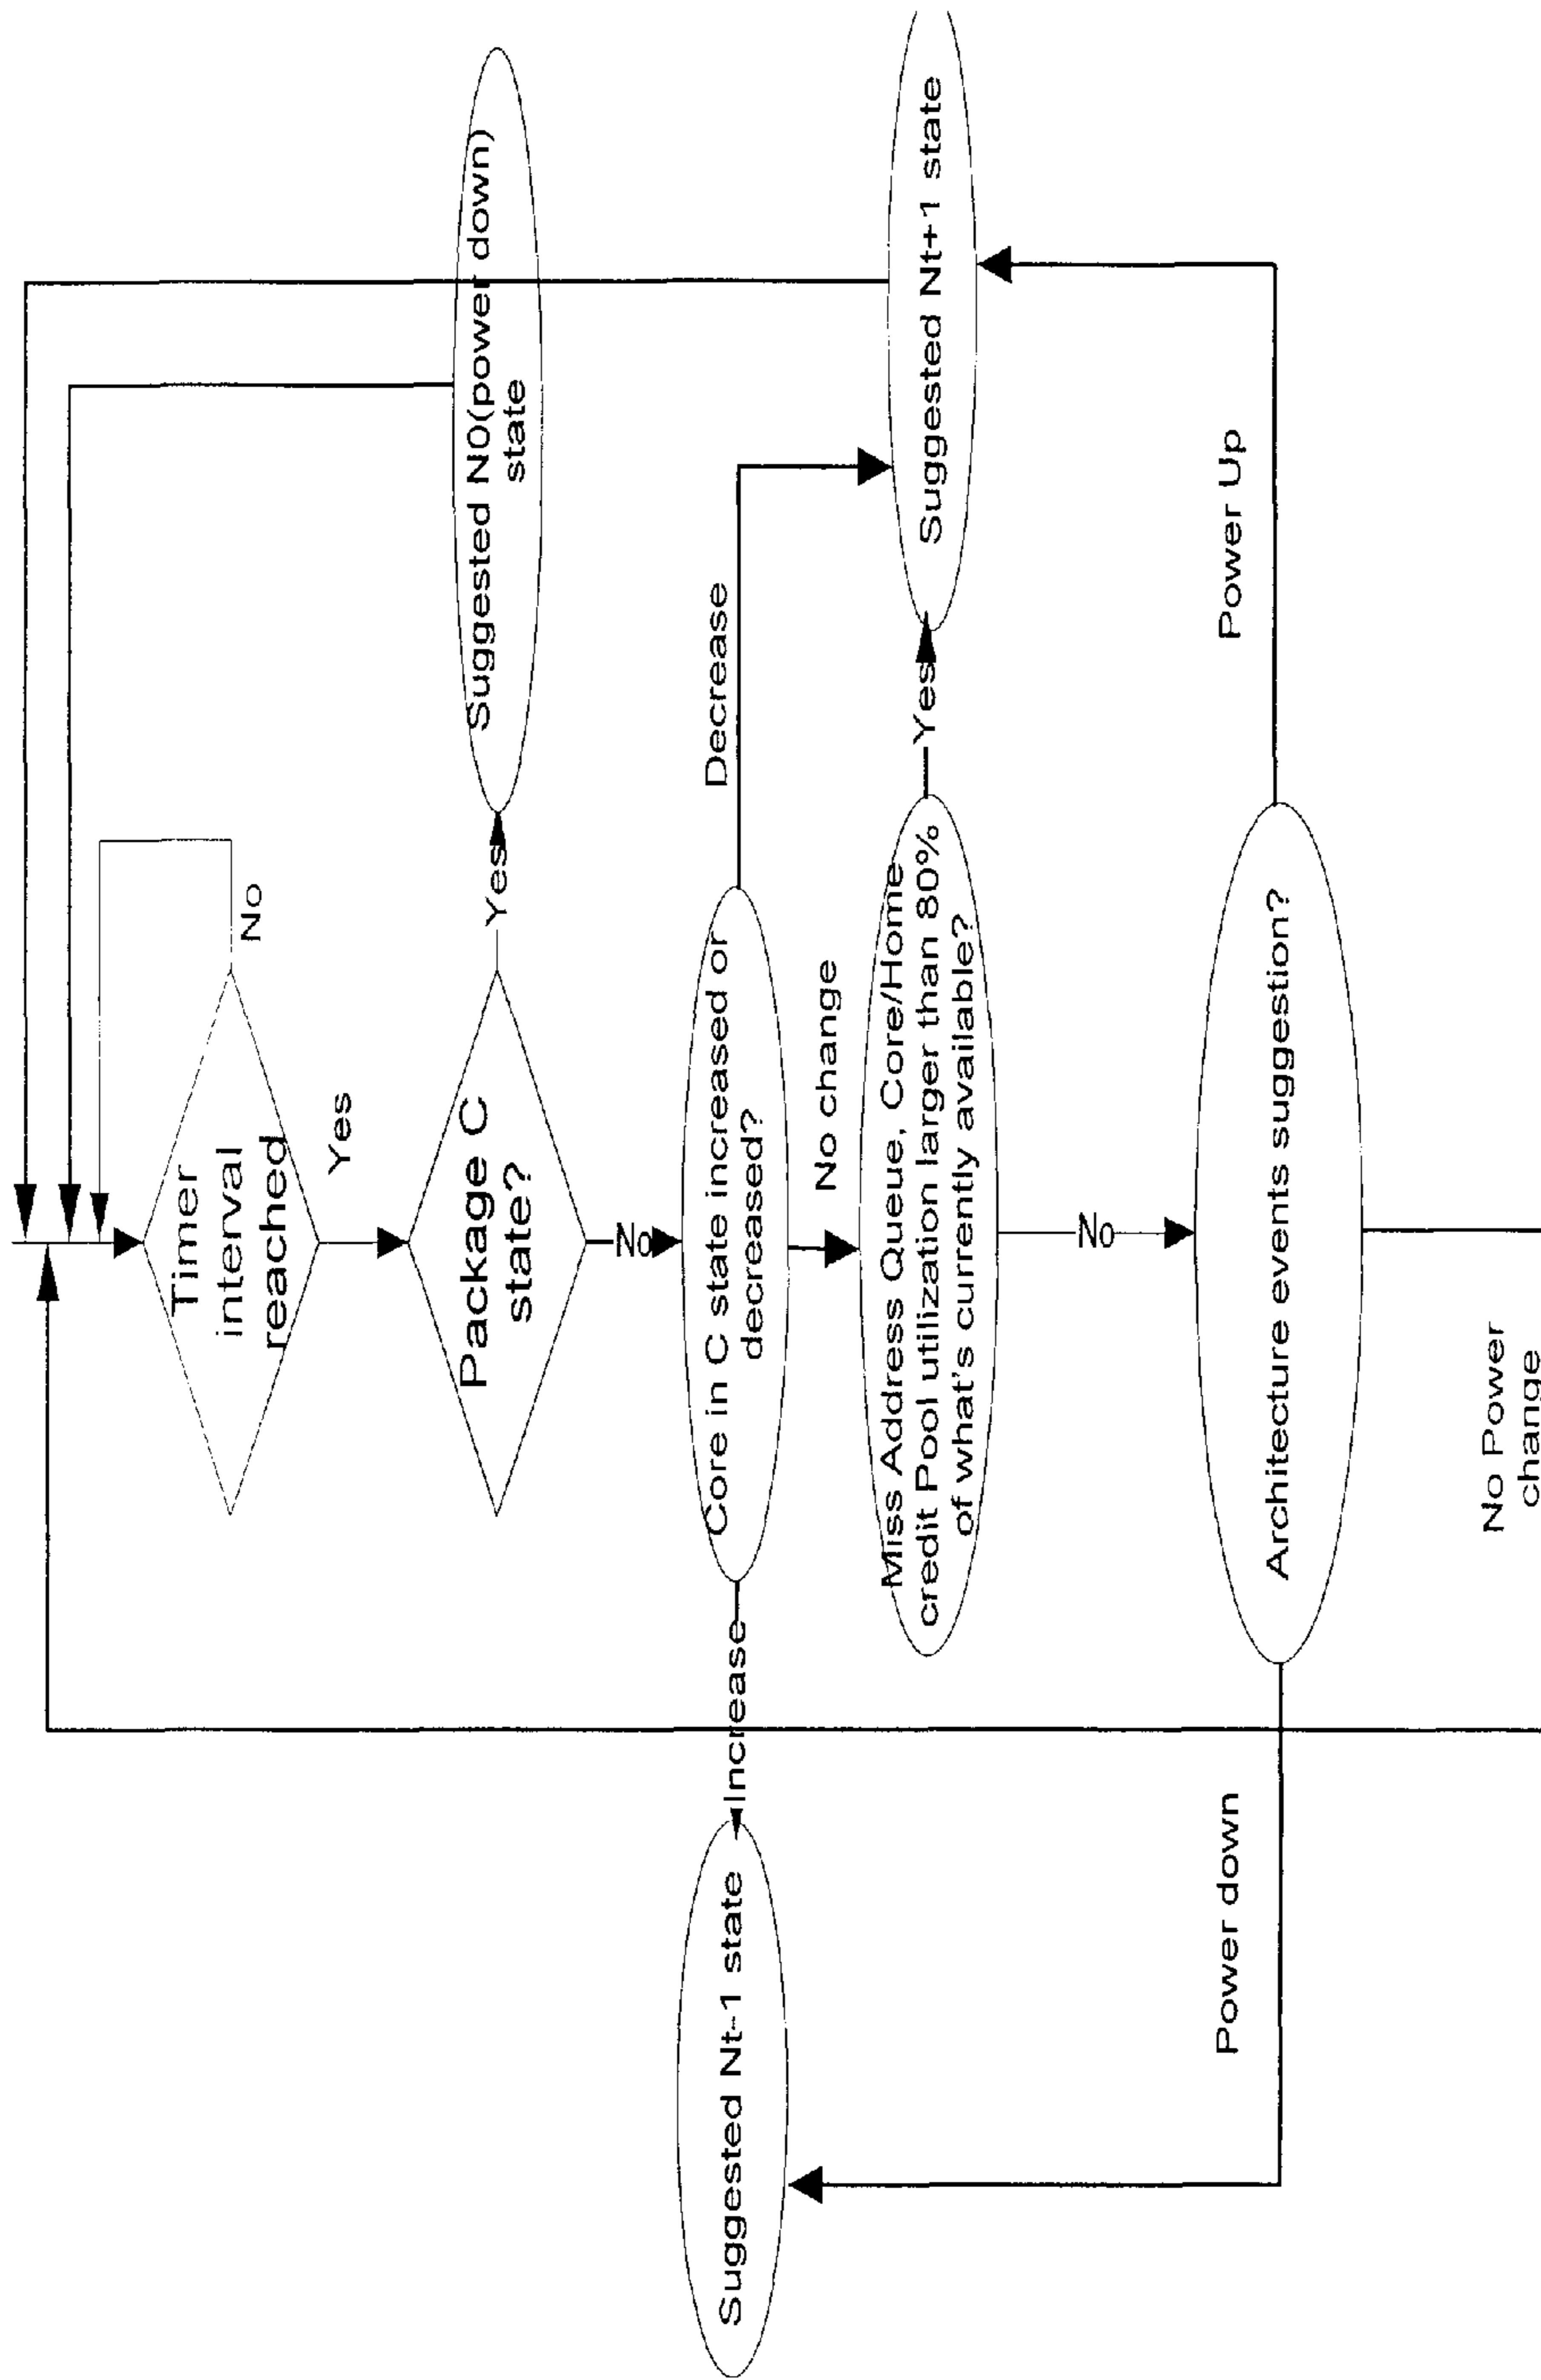 Timer
interval
reached
No
Yes
Package C
state?
Yes
Suggested N0(power down)
state
No
Core in C state increased or
decreased?
Increase
Suggested Nt-1 state
Decrease
No change
Miss Address Queue, Core/Home
credit Pool utilization larger than 80%
of what's currently available?
Yes
Suggested Nt+1 state
No
Architecture events suggestion?
Power down
Power Up
No Power
change